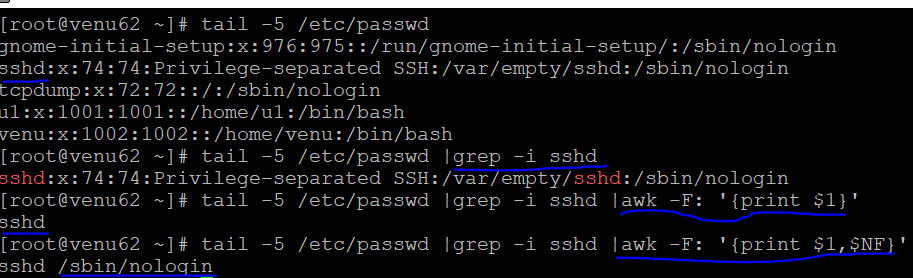 [root@venu62 ~]# tail -5 /etc/passwd
gnome-initial-setup:x:976:975::/run/gnome-initial-setup/:/sbin/nologin
sshd:x:74:74:Privilege-separated SSH:/var/empty/sshd:/sbin/nologin
tcpdump:x:72:72::/:/sbin/nologin
u1:x:1001:1001::/home/u1:/bin/bash
venu:x:1002:1002::/home/venu:/bin/bash
[root@venu62 ~]# tail -5 /etc/passwd |grep -i sshd
sshd:x:74:74:Privilege-separated SSH:/var/empty/sshd:/sbin/nologin
[root@venu62 ~]# tail -5 /etc/passwd |grep -i sshd |awk -F: '{print $1}'
sshd
[root@venu62 ~]# tail -5 /etc/passwd |grep -i sshd |awk -F: '{print $1,$NF}'
sshd /sbin/nologin